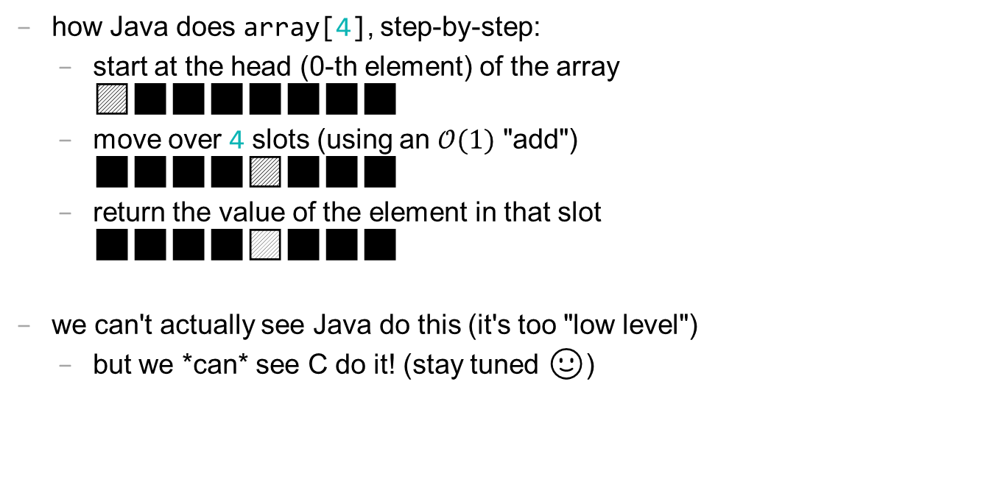 – how Java does array[4], step-by-step:
– start at the head (0-th element) of the array
– move over 4 slots (using an 𝒪(1) "add")
– return the value of the element in that slot
– we can't actually see Java do this (it's too "low level")
– but we *can* see C do it! (stay tuned ☺)